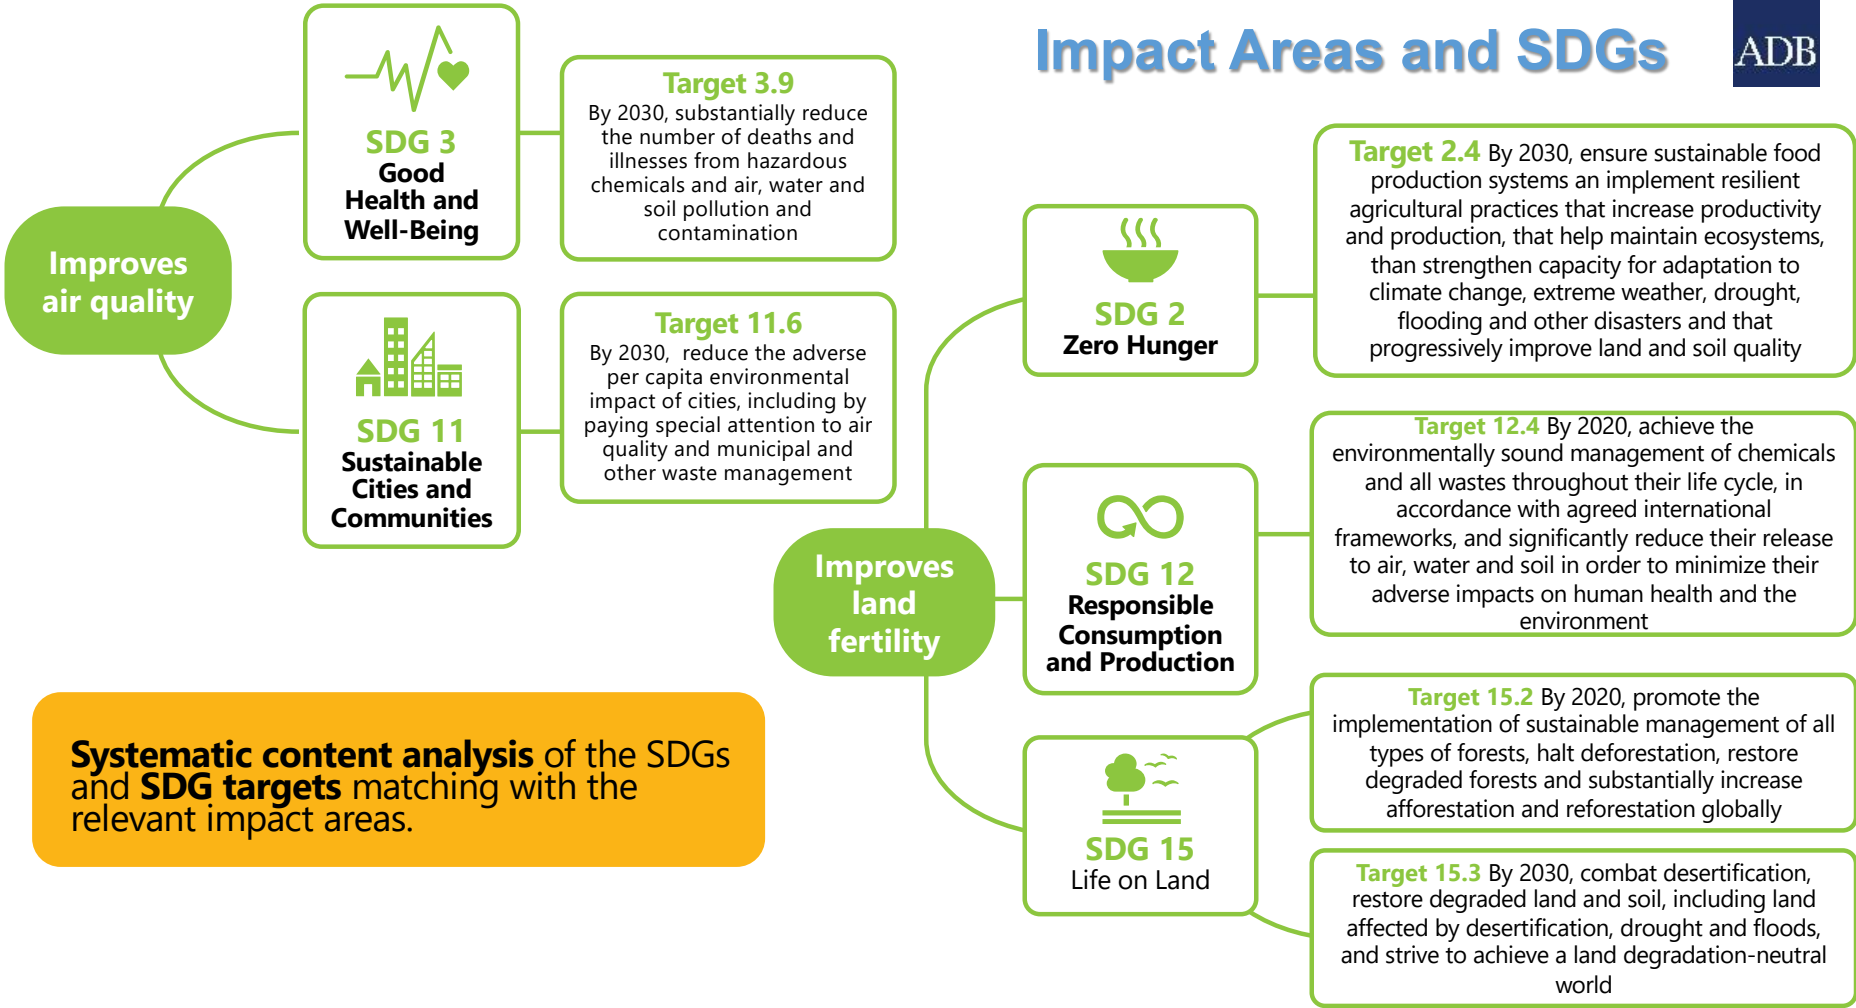 Impact Areas and SDGs
ADB
Improves
air quality
SDG 3
Good
Health and
Well-Being
Target 3.9
By 2030, substantially reduce
the number of deaths and
illnesses from hazardous
chemicals and air, water and
soil pollution and
contamination
SDG 11
Sustainable
Cities and
Communities
Target 11.6
By 2030,  reduce the adverse
per capita environmental
impact of cities, including by
paying special attention to air
quality and municipal and
other waste management
Improves
land
fertility
SDG 2
Zero Hunger
Target 2.4 By 2030, ensure sustainable food
production systems an implement resilient
agricultural practices that increase productivity
and production, that help maintain ecosystems,
than strengthen capacity for adaptation to
climate change, extreme weather, drought,
flooding and other disasters and that
progressively improve land and soil quality
SDG 12
Responsible
Consumption
and Production
Target 12.4 By 2020, achieve the
environmentally sound management of chemicals
and all wastes throughout their life cycle, in
accordance with agreed international
frameworks, and significantly reduce their release
to air, water and soil in order to minimize their
adverse impacts on human health and the
environment
SDG 15
Life on Land
Target 15.2 By 2020, promote the
implementation of sustainable management of all
types of forests, halt deforestation, restore
degraded forests and substantially increase
afforestation and reforestation globally
Target 15.3 By 2030, combat desertification,
restore degraded land and soil, including land
affected by desertification, drought and floods,
and strive to achieve a land degradation-neutral
world
Systematic content analysis of the SDGs
and SDG targets matching with the
relevant impact areas.